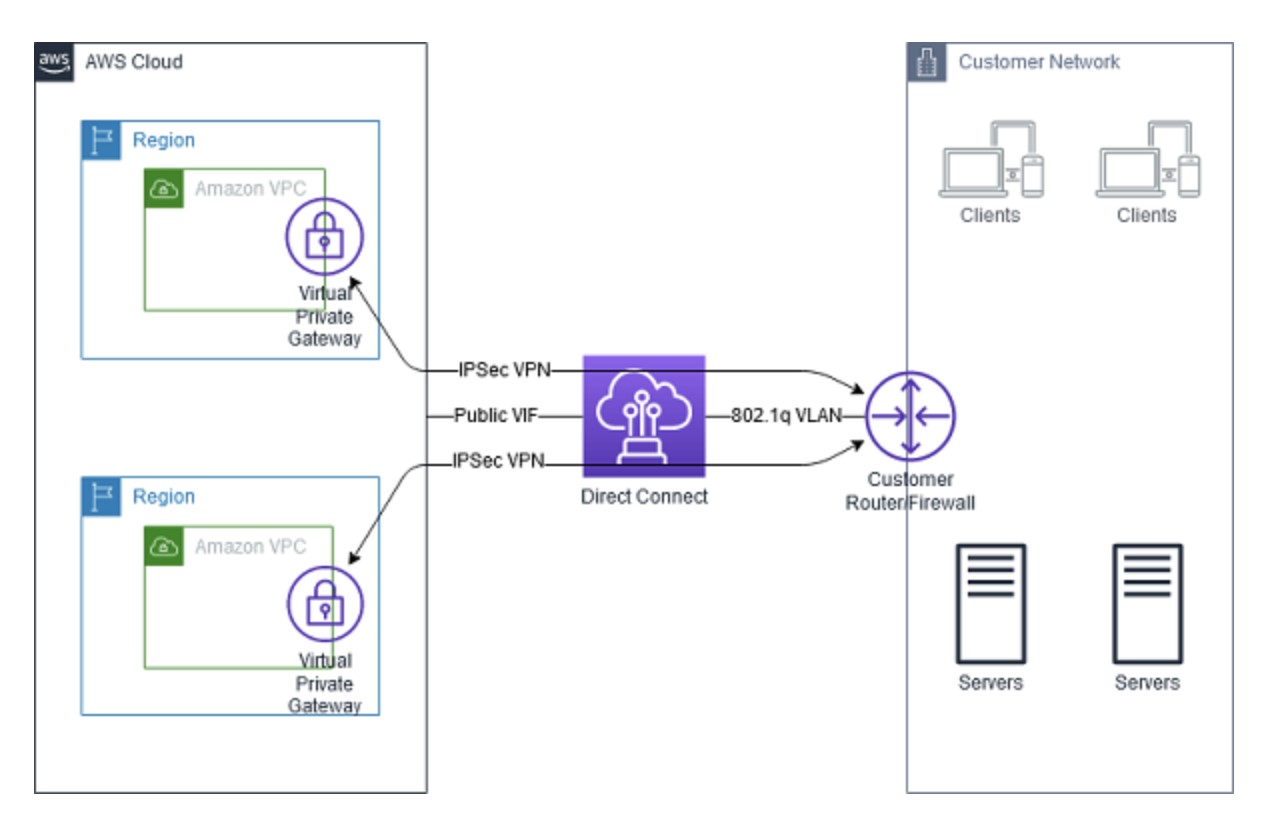 aws
AWS Cloud
Region
Amazon VPC
Virtual
Private
Gateway
Region
Amazon VPC
Virtual
Private
Gateway
IPSec VPN
Public VIF
IPSec VPN
Direct Connect
802.1q VLAN
Customer
Router/Firewall
Customer Network
Clients
Clients
Servers
Servers